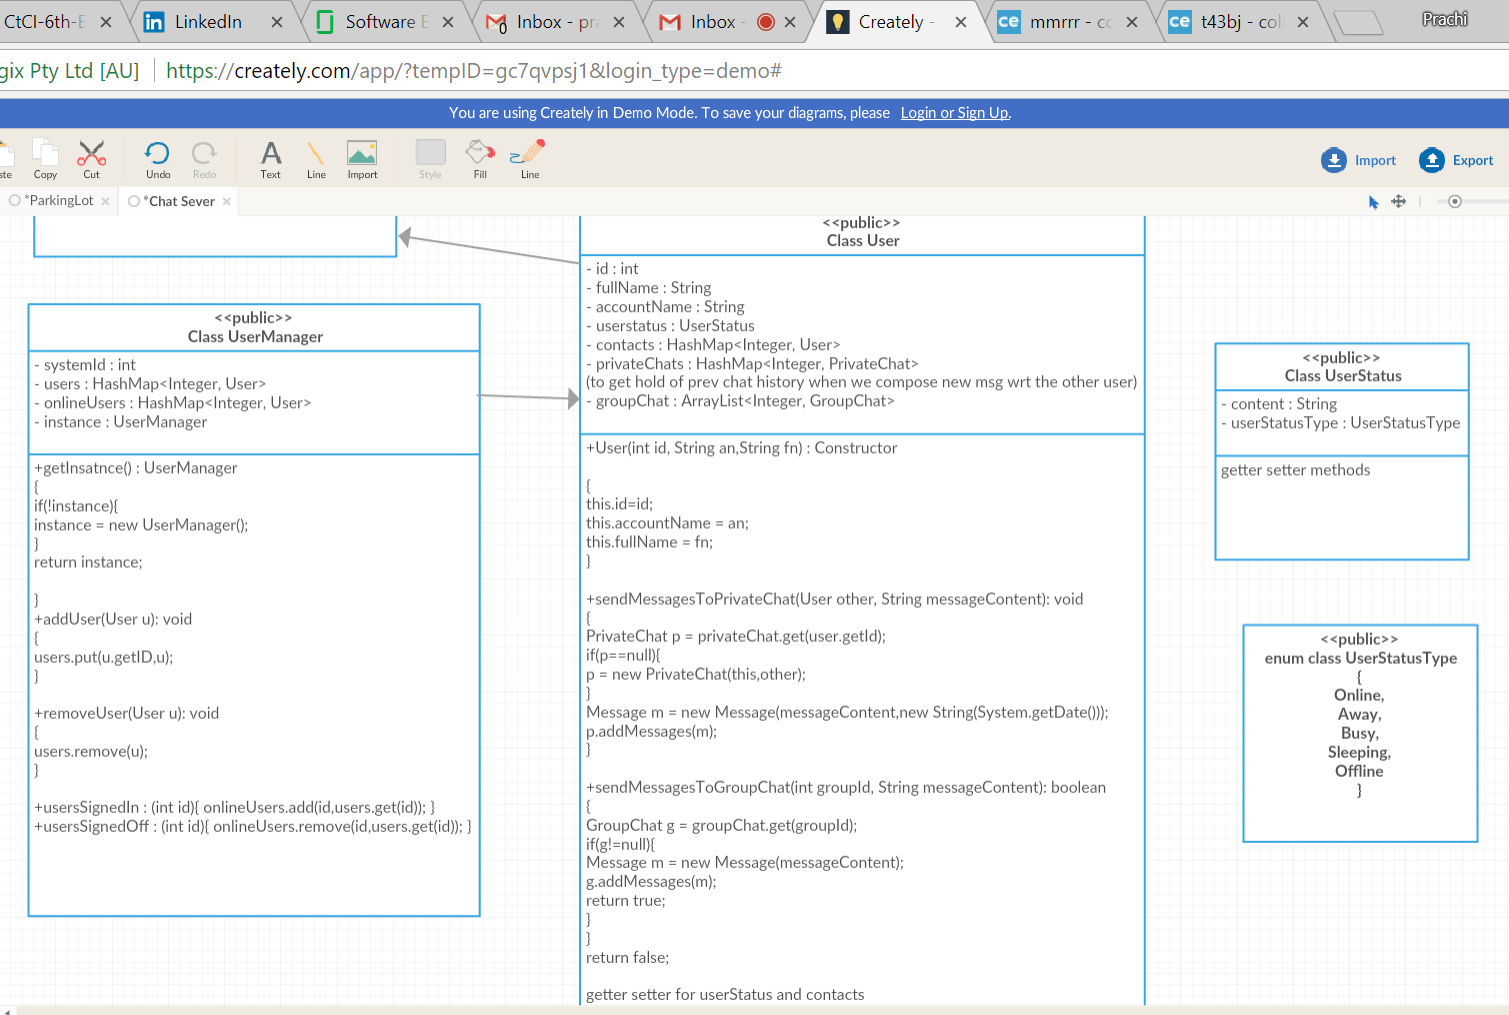 CtCI-6th-E
LinkedIn
Software E
Inbox - pra
Inbox -
Creately -
ce mmrrr - co
ce t43bj - coll
Prachi
gix Pty Ltd [AU]
https://creately.com/app/?tempID=gc7qvpsj1&login_type=demo#
You are using Creately in Demo Mode. To save your diagrams, please Login or Sign Up.
ste
Copy
Cut
Undo
Redo
Text
Line
Import
Style
Fill
Line
Import
Export
*ParkingLot
*Chat Sever
<<public>>
Class UserManager
- systemId : int
- users : HashMap<Integer, User>
- onlineUsers : HashMap<Integer, User>
- instance : UserManager
+getInsatnce() : UserManager
{
if(!instance){
instance = new UserManager();
}
return instance;
}
+addUser(User u): void
{
users.put(u.getID,u);
}
+removeUser(User u): void
{
users.remove(u);
}
+usersSignedIn : (int id){ onlineUsers.add(id,users.get(id)); }
+usersSignedOff : (int id){ onlineUsers.remove(id,users.get(id)); }
<<public>>
Class User
- id : int
- fullName : String
- accountName : String
- userstatus : UserStatus
- contacts : HashMap<Integer, User>
- privateChats : HashMap<Integer, PrivateChat>
(to get hold of prev chat history when we compose new msg wrt the other user)
- groupChat : ArrayList<Integer, GroupChat>
+User(int id, String an,String fn) : Constructor
{
this.id=id;
this.accountName = an;
this.fullName = fn;
}
+sendMessagesToPrivateChat(User other, String messageContent): void
{
PrivateChat p = privateChat.get(user.getId);
if(p==null){
p = new PrivateChat(this,other);
}
Message m = new Message(messageContent,new String(System.getDate()));
p.addMessages(m);
}
+sendMessagesToGroupChat(int groupId, String messageContent): boolean
{
GroupChat g = groupChat.get(groupId);
if(g!=null){
Message m = new Message(messageContent);
g.addMessages(m);
return true;
}
}
return false;
getter setter for userStatus and contacts
<<public>>
Class UserStatus
- content : String
- userStatusType : UserStatusType
getter setter methods
<<public>>
enum class UserStatusType
{
Online,
Away,
Busy,
Sleeping,
Offline
}